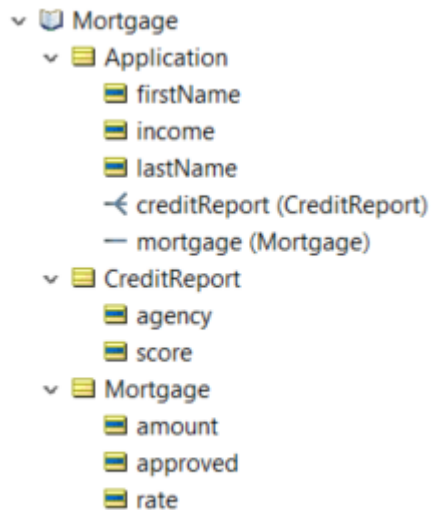 Mortgage
Application
firstName
income
lastName
creditReport (CreditReport)
mortgage (Mortgage)
CreditReport
agency
score
Mortgage
amount
approved
rate